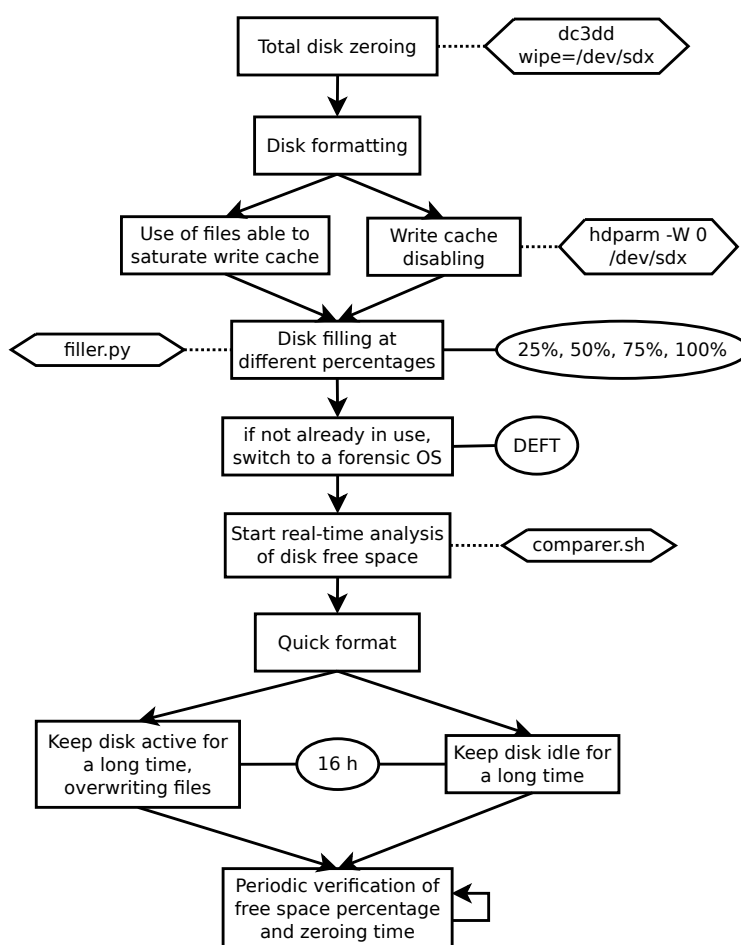 Total disk zeroing
dc3dd
wipe=/dev/sdx
Disk formatting
Use of files able to
saturate write cache
Write cache
disabling
hdparm -W 0
/dev/sdx
filler.py
Disk filling at
different percentages
25%, 50%, 75%, 100%
if not already in use,
switch to a forensic OS
DEFT
Start real-time analysis
of disk free space
comparer.sh
Quick format
Keep disk active for
a long time,
overwriting files
16 h
Keep disk idle for
a long time
Periodic verification of
free space percentage
and zeroing time